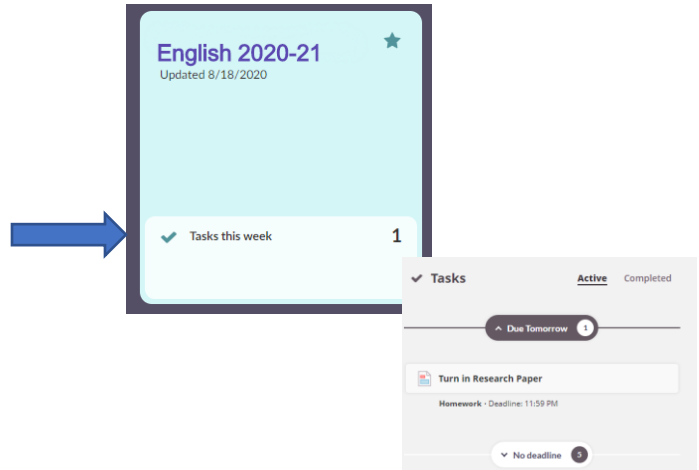 English 2020-21
Updated 8/18/2020
Tasks this week 1
Tasks Active Completed
Due Tomorrow 1
Turn in Research Paper
Homework - Deadline: 11:59 PM
No deadline 5